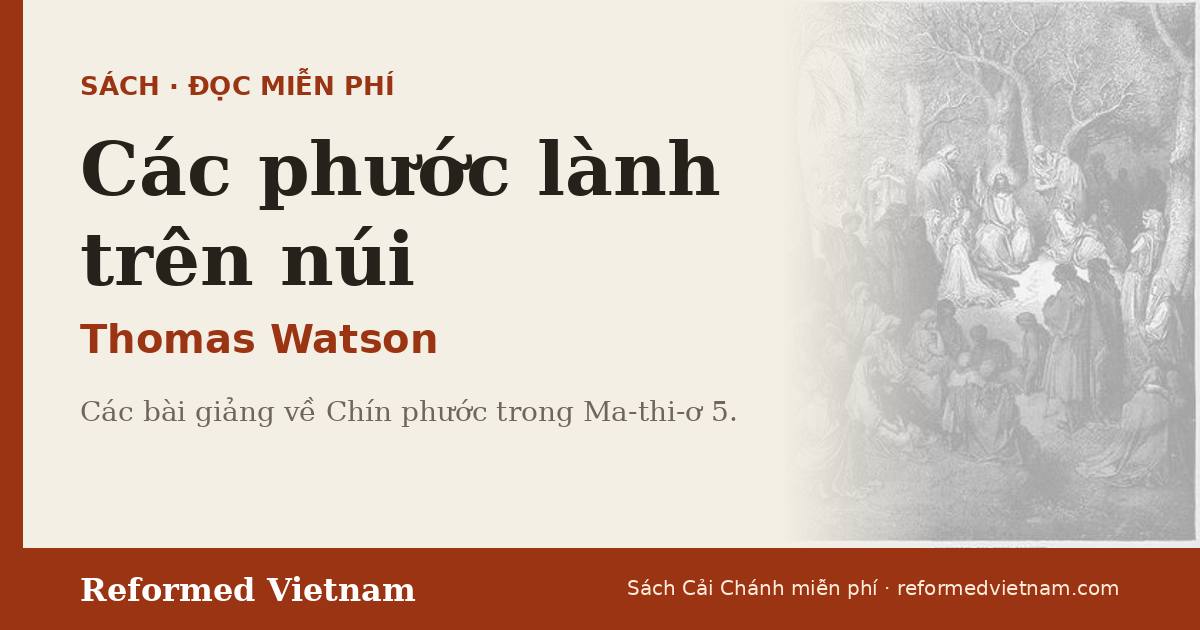 SÁCH · ĐỌC MIỄN PHÍ
Các phước lành
trên núi
Thomas Watson
Các bài giảng về Chín phước trong Ma-thi-ơ 5.
Reformed Vietnam
Sách Cải Chánh miễn phí · reformedvietnam.com